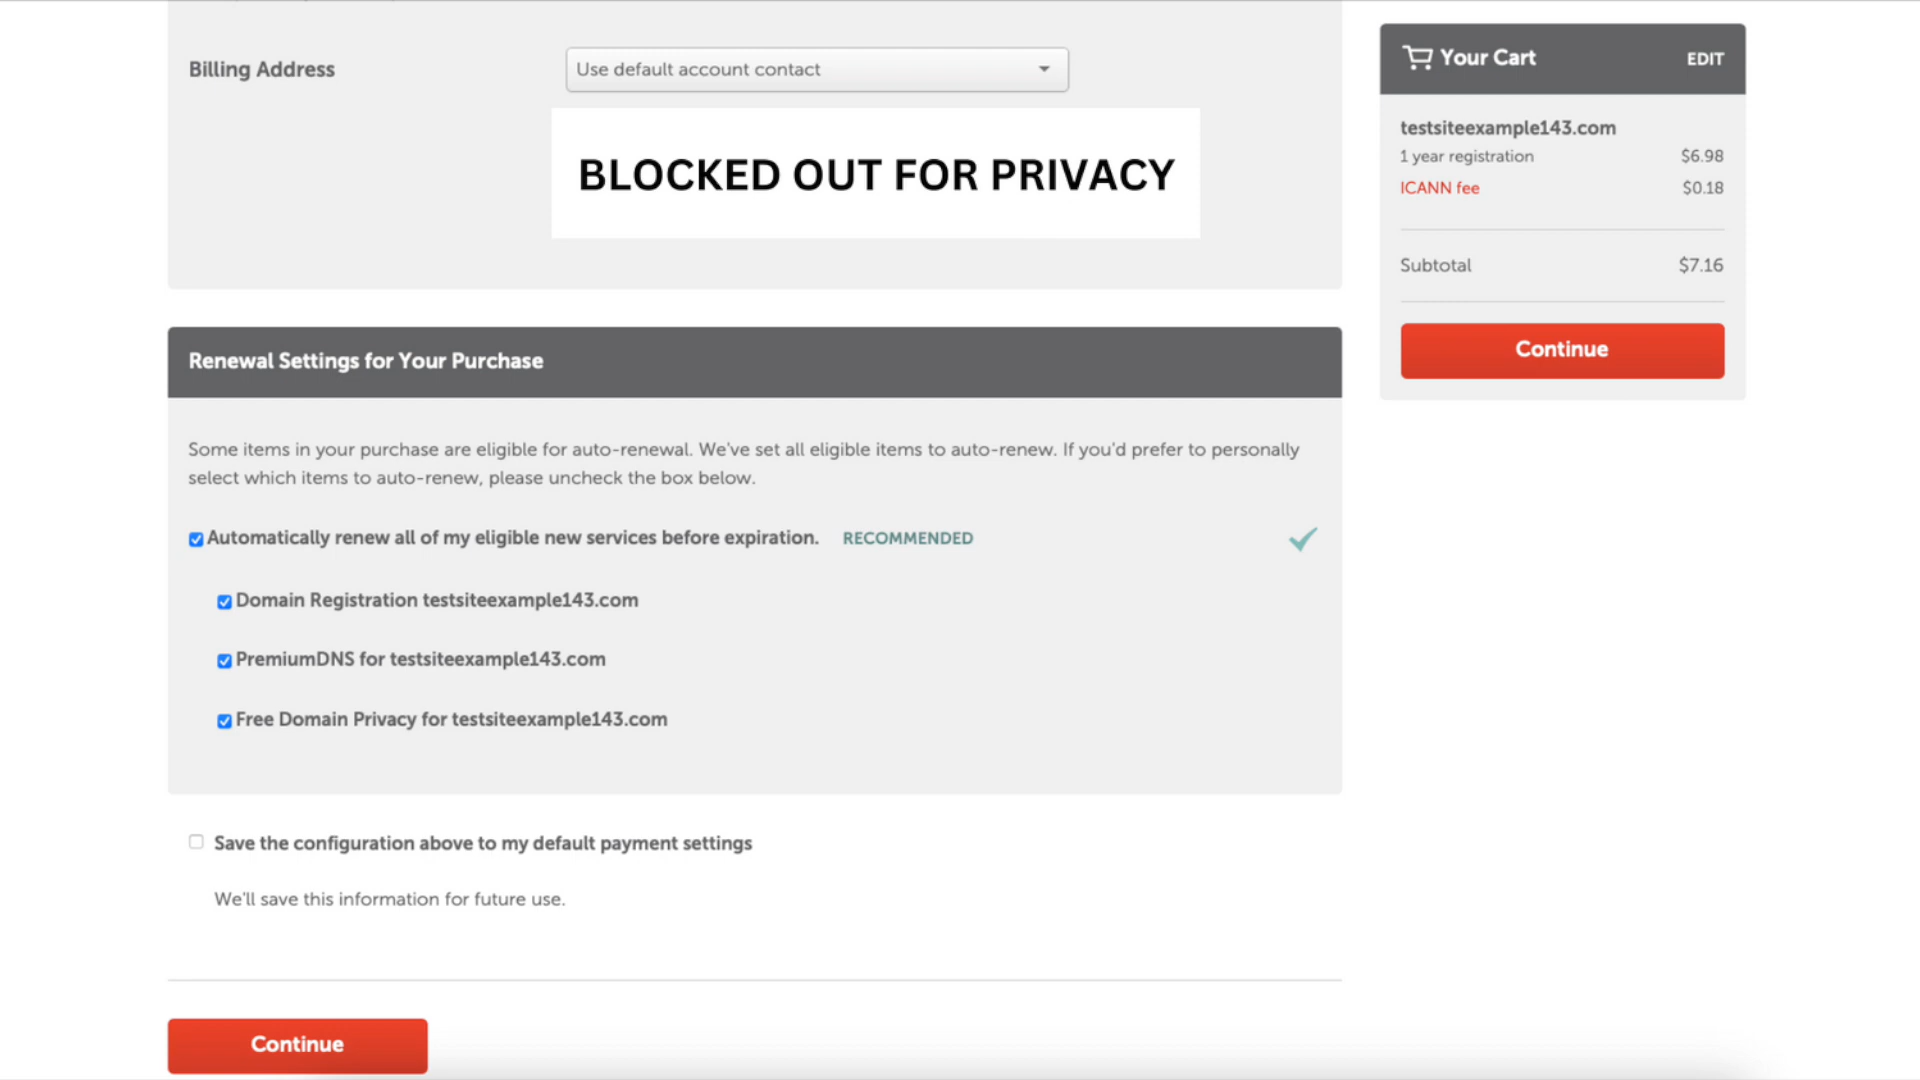 Billing Address
Use default account contact
BLOCKED OUT FOR PRIVACY
Your Cart EDIT
testsiteexample143.com
1 year registration $6.98
ICANN fee $0.18
Subtotal $7.16
Continue
Renewal Settings for Your Purchase
Some items in your purchase are eligible for auto-renewal. We've set all eligible items to auto-renew. If you'd prefer to personally
select which items to auto-renew, please uncheck the box below.
Automatically renew all of my eligible new services before expiration. RECOMMENDED
Domain Registration testsiteexample143.com
PremiumDNS for testsiteexample143.com
Free Domain Privacy for testsiteexample143.com
Save the configuration above to my default payment settings
We'll save this information for future use.
Continue